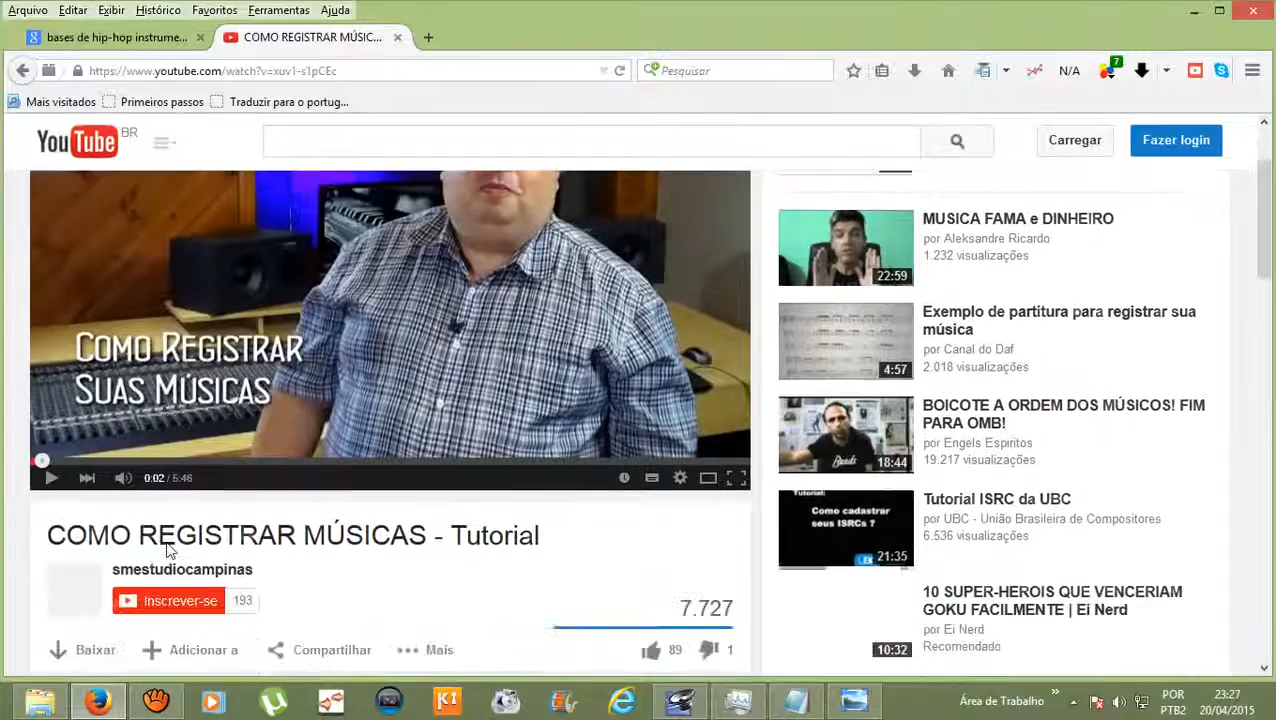 Arquivo Editar Exibir Histórico Favoritos Ferramentas Ajuda
bases de hip-hop instrume... COMO REGISTRAR MÚSIC...
https://www.youtube.com/watch?v=xuv1-s1pCEc Pesquisar N/A 7
Mais visitados Primeiros passos Traduzir para o portug...
YouTube BR Carregar Fazer login
COMO REGISTRAR
SUAS MÚSICAS
0:02 / 5:46
COMO REGISTRAR MÚSICAS - Tutorial
smestudiocampinas
Inscrever-se 193
7.727
Baixar Adicionar a Compartilhar Mais 89 1
MUSICA FAMA e DINHEIRO
por Aleksandre Ricardo
1.232 visualizações
22:59
Exemplo de partitura para registrar sua
música
por Canal do Daf
2.018 visualizações
4:57
BOICOTE A ORDEM DOS MÚSICOS! FIM
PARA OMB!
por Engels Espiritos
19.217 visualizações
18:44
Tutorial ISRC da UBC
por UBC - União Brasileira de Compositores
6.536 visualizações
Tutorial:
Como cadastrar
seus ISRCs ?
21:35
10 SUPER-HEROIS QUE VENCERIAM
GOKU FACILMENTE | Ei Nerd
por Ei Nerd
Recomendado
10:32
K1 Área de Trabalho POR 23:27
PTB2 20/04/2015